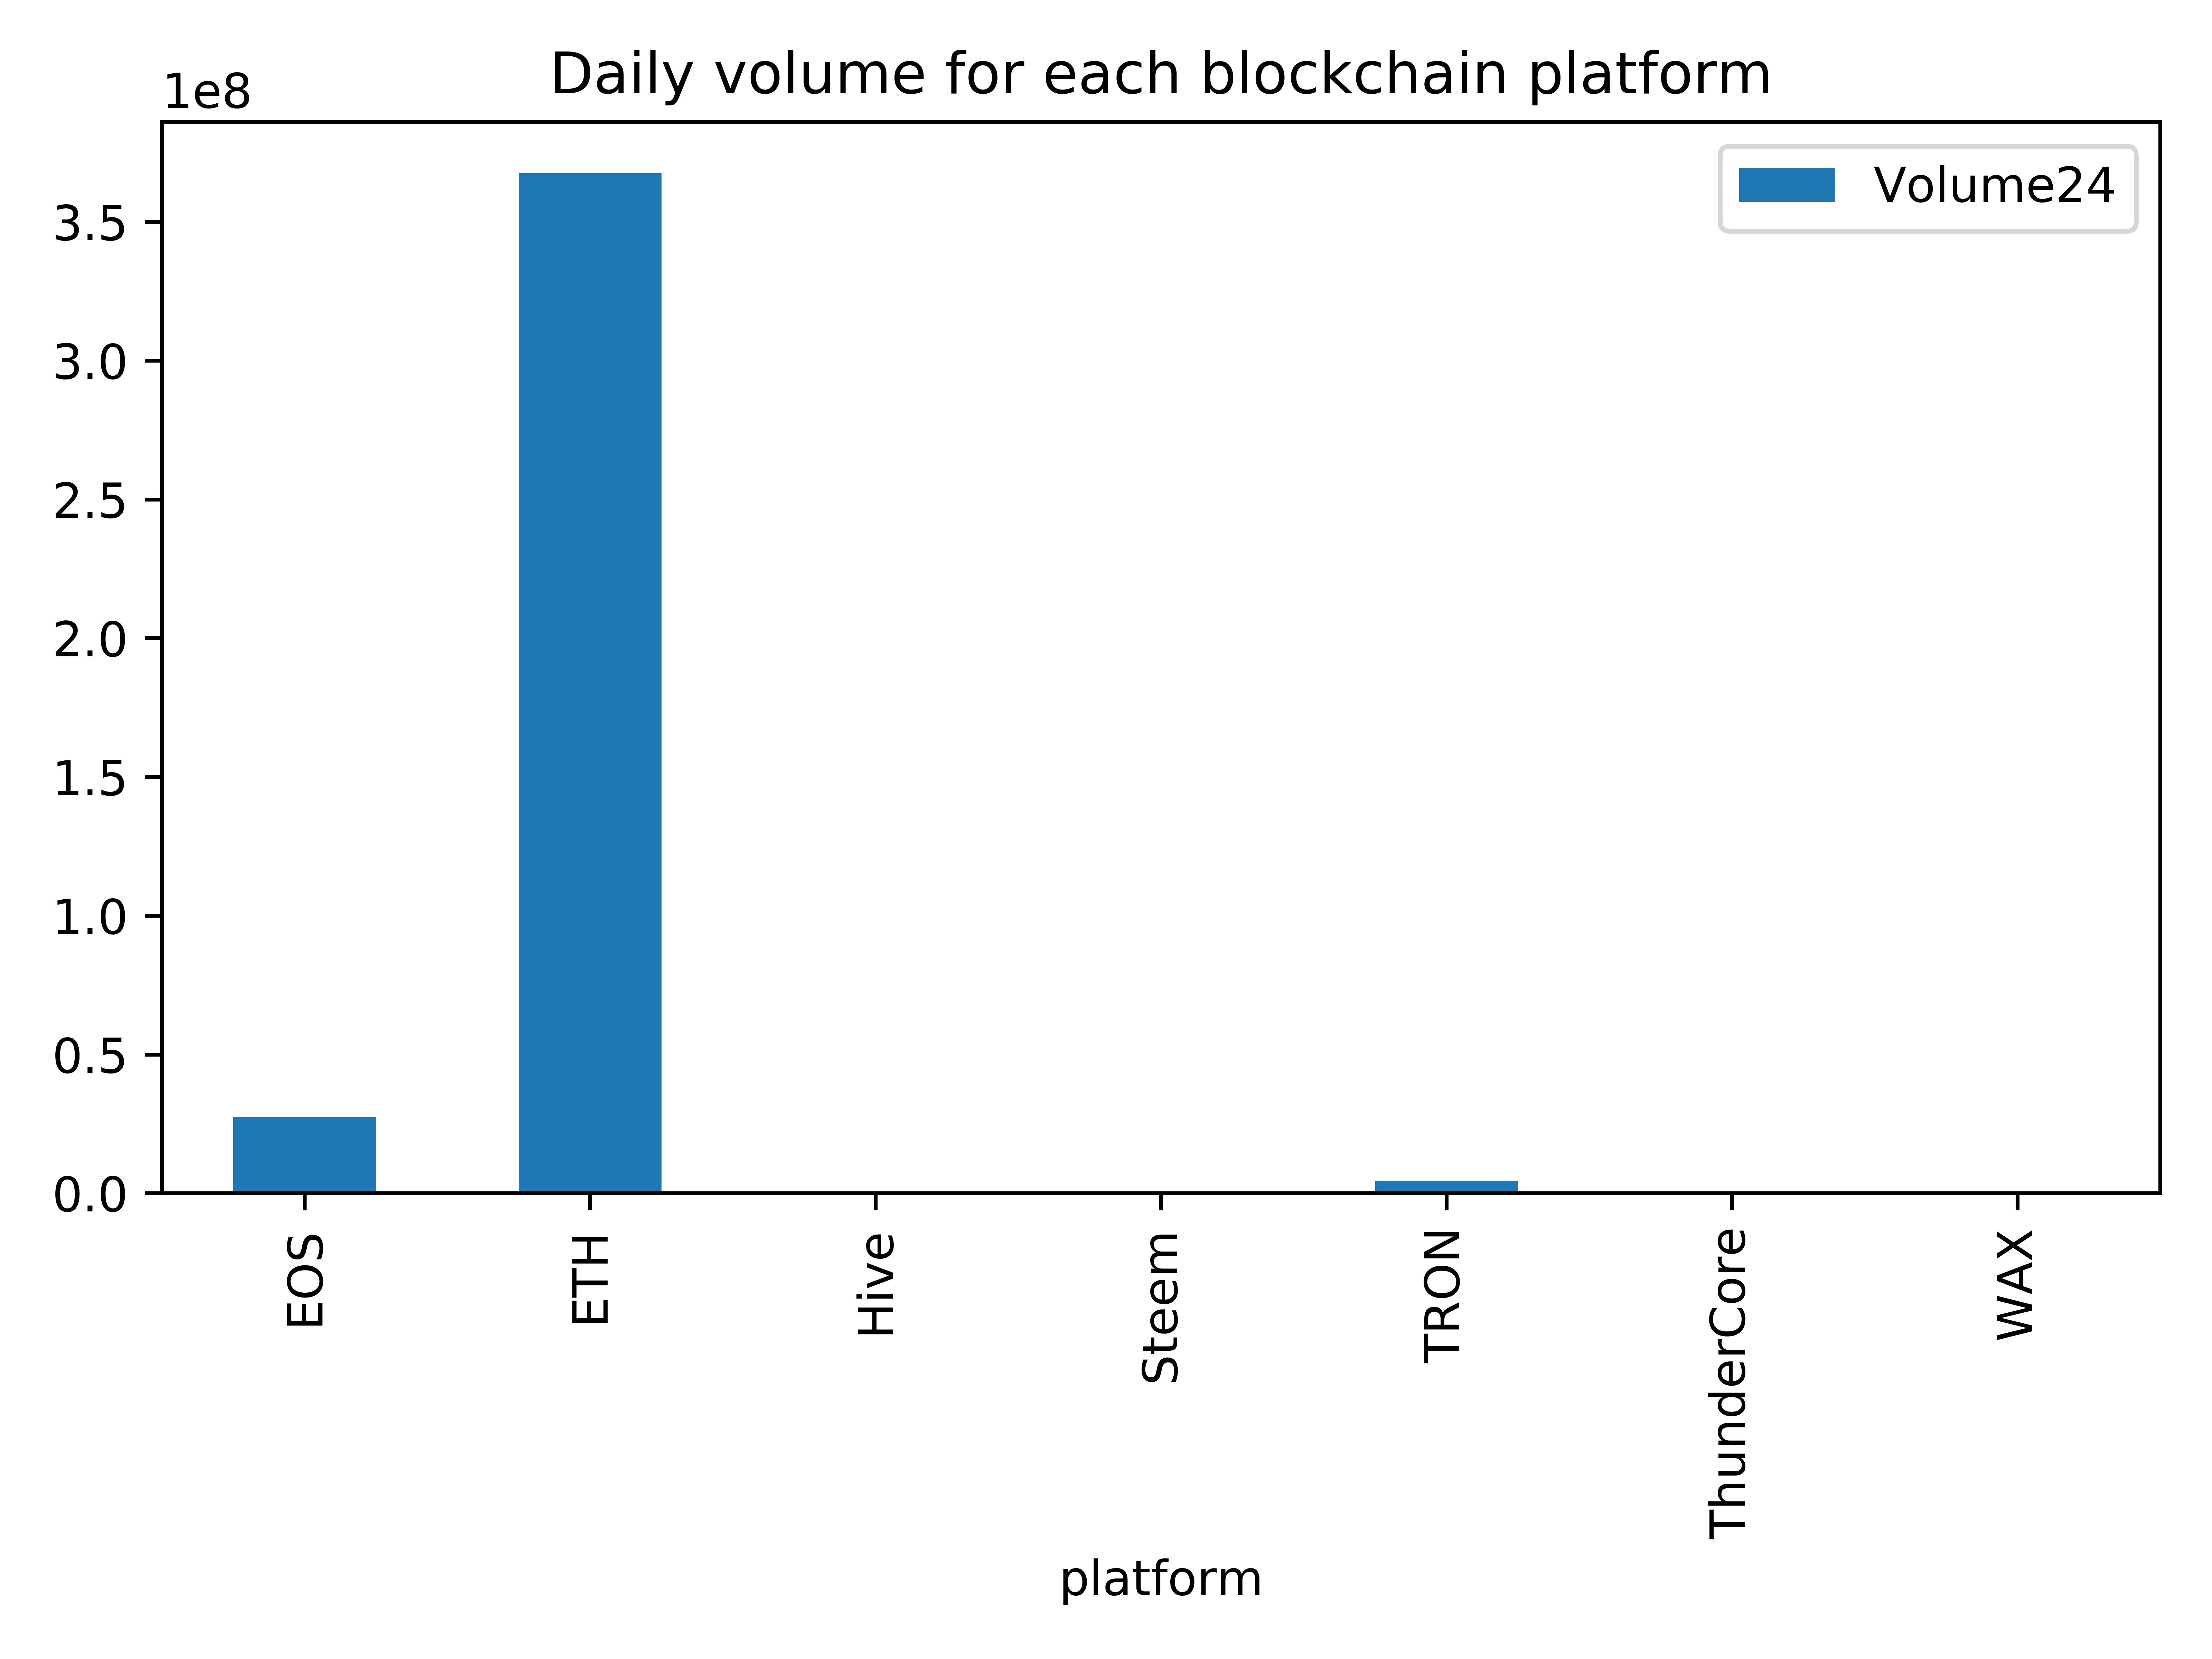 Daily volume for each blockchain platform
1e8
Volume24
3.5
3.0
2.5
2.0
1.5
1.0
0.5
0.0
EOS
ETH
Hive
Steem
TRON
ThunderCore
WAX
platform